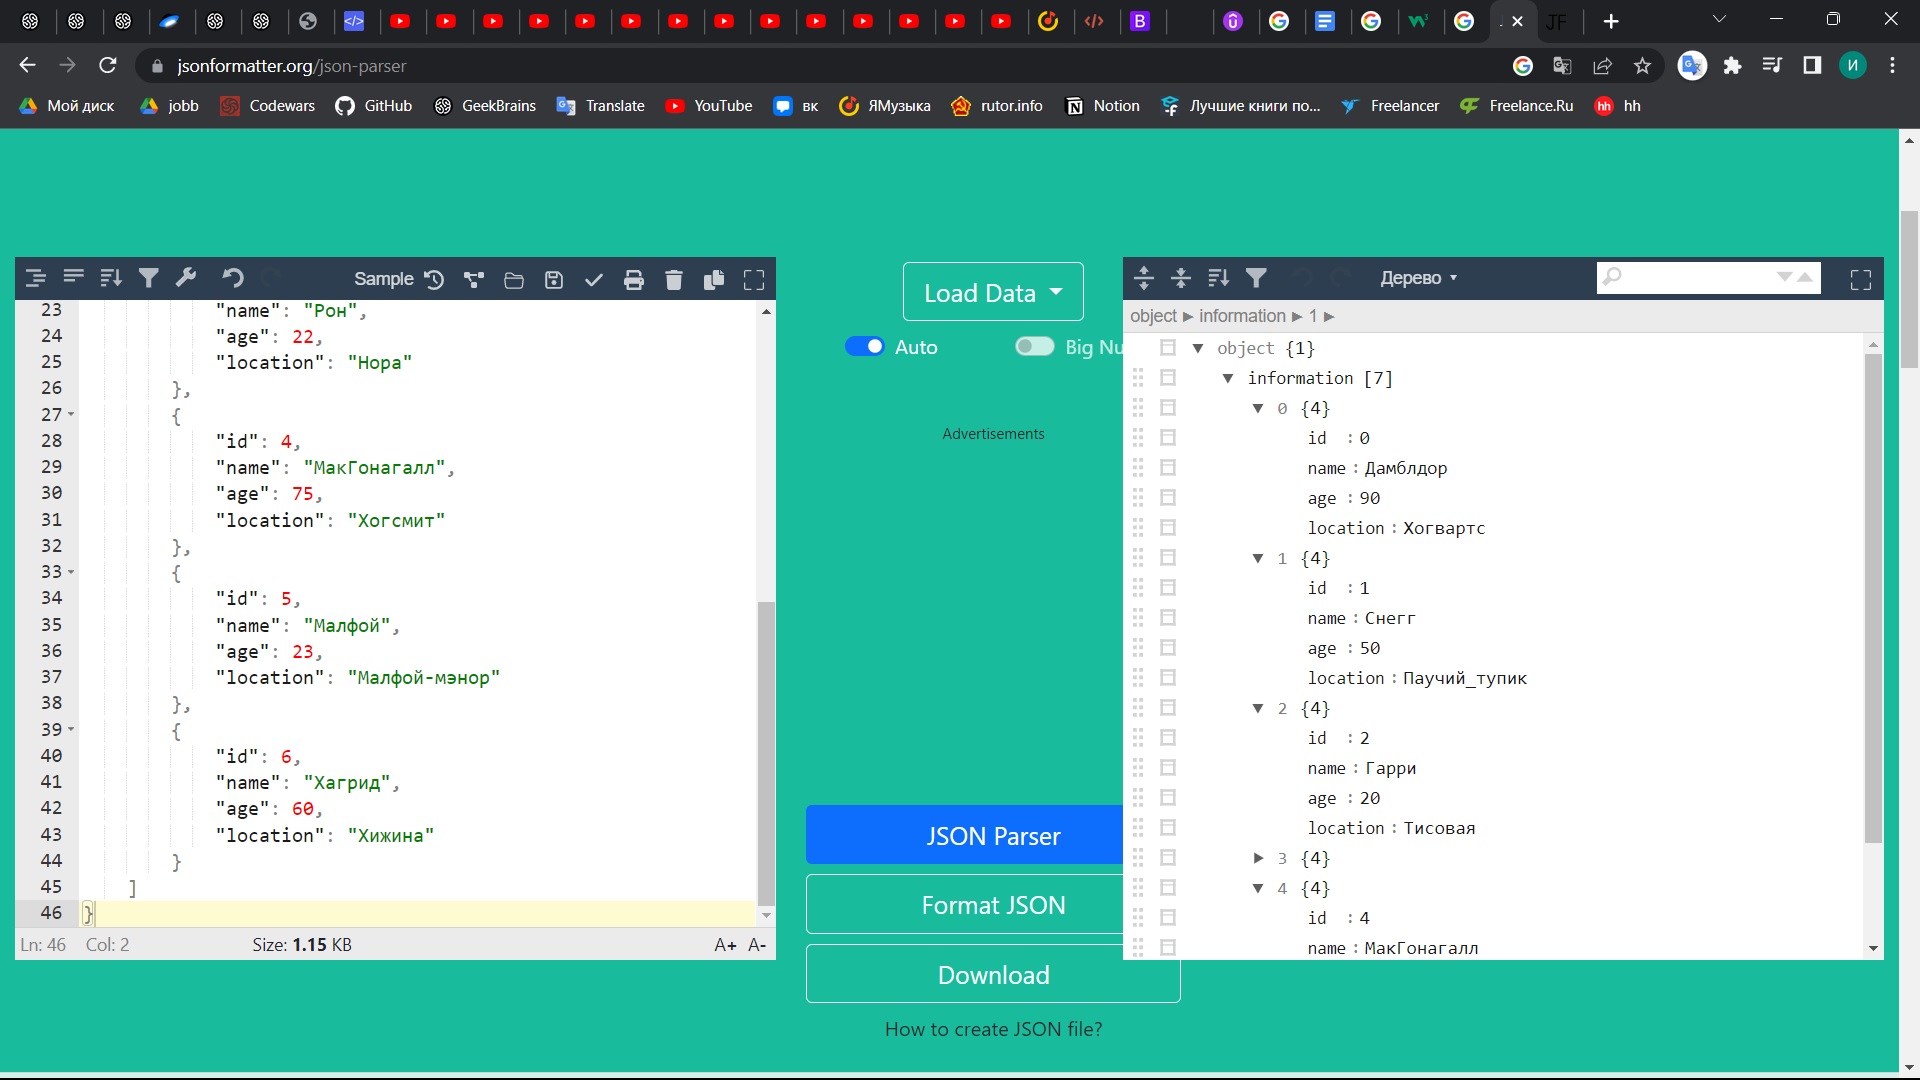 jsonformatter.org/json-parser
Мой диск jobb Codewars GitHub GeekBrains Translate YouTube вк ЯМузыка rutor.info Notion Лучшие книги по... Freelancer Freelance.Ru hh hh
Sample
23 "name": "Рон",
24 "age": 22,
25 "location": "Нора"
26 },
27 {
28 "id": 4,
29 "name": "МакГонагалл",
30 "age": 75,
31 "location": "Хогсмит"
32 },
33 {
34 "id": 5,
35 "name": "Малфой",
36 "age": 23,
37 "location": "Малфой-мэнор"
38 },
39 {
40 "id": 6,
41 "name": "Хагрид",
42 "age": 60,
43 "location": "Хижина"
44 }
45 ]
46 }
Ln: 46 Col: 2 Size: 1.15 KB A+ A-
Load Data
Auto Big Nu
Advertisements
JSON Parser
Format JSON
Download
How to create JSON file?
Дерево
object ▶ information ▶ 1 ▶
object {1}
information [7]
0 {4}
id : 0
name : Дамблдор
age : 90
location : Хогвартс
1 {4}
id : 1
name : Снегг
age : 50
location : Паучий_тупик
2 {4}
id : 2
name : Гарри
age : 20
location : Тисовая
3 {4}
4 {4}
id : 4
name : МакГонагалл